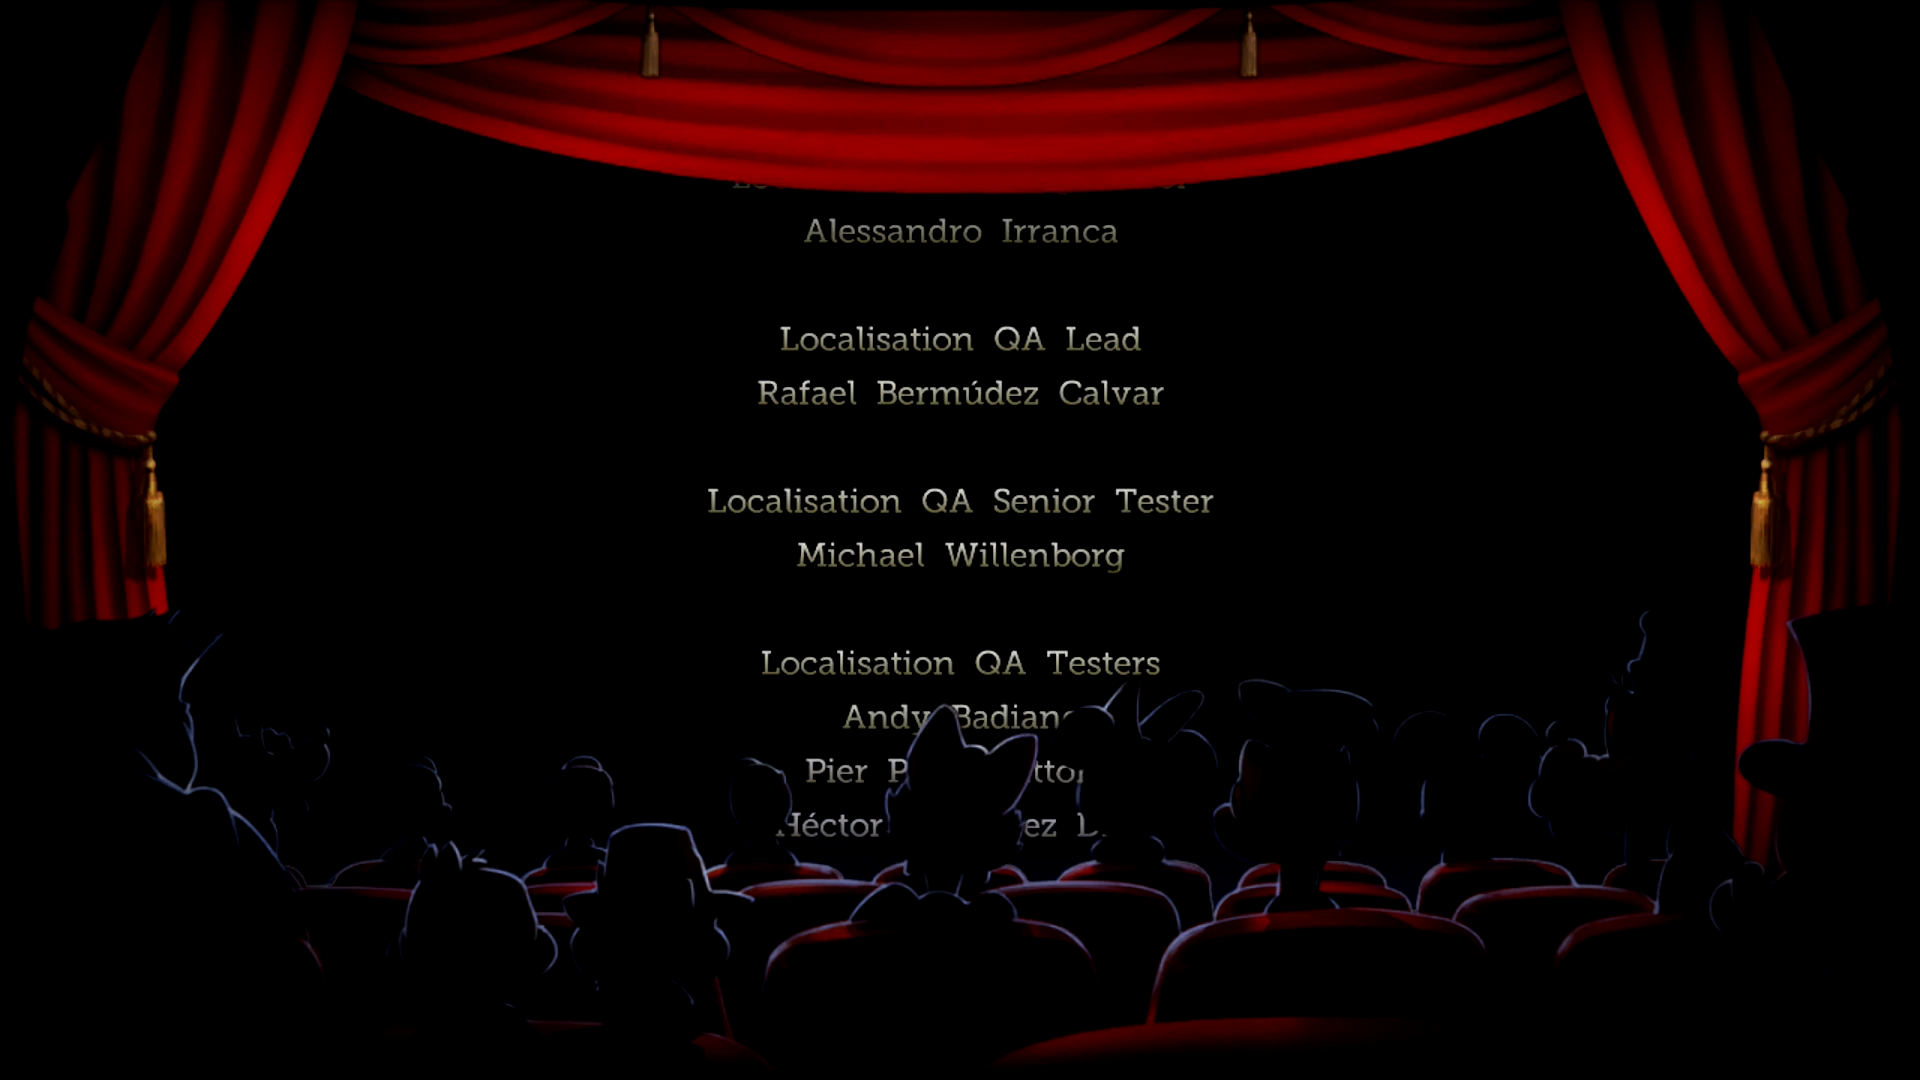 Alessandro Irranca
Localisation QA Lead
Rafael Bermúdez Calvar
Localisation QA Senior Tester
Michael Willenborg
Localisation QA Testers
Andy
Pier
Héctor